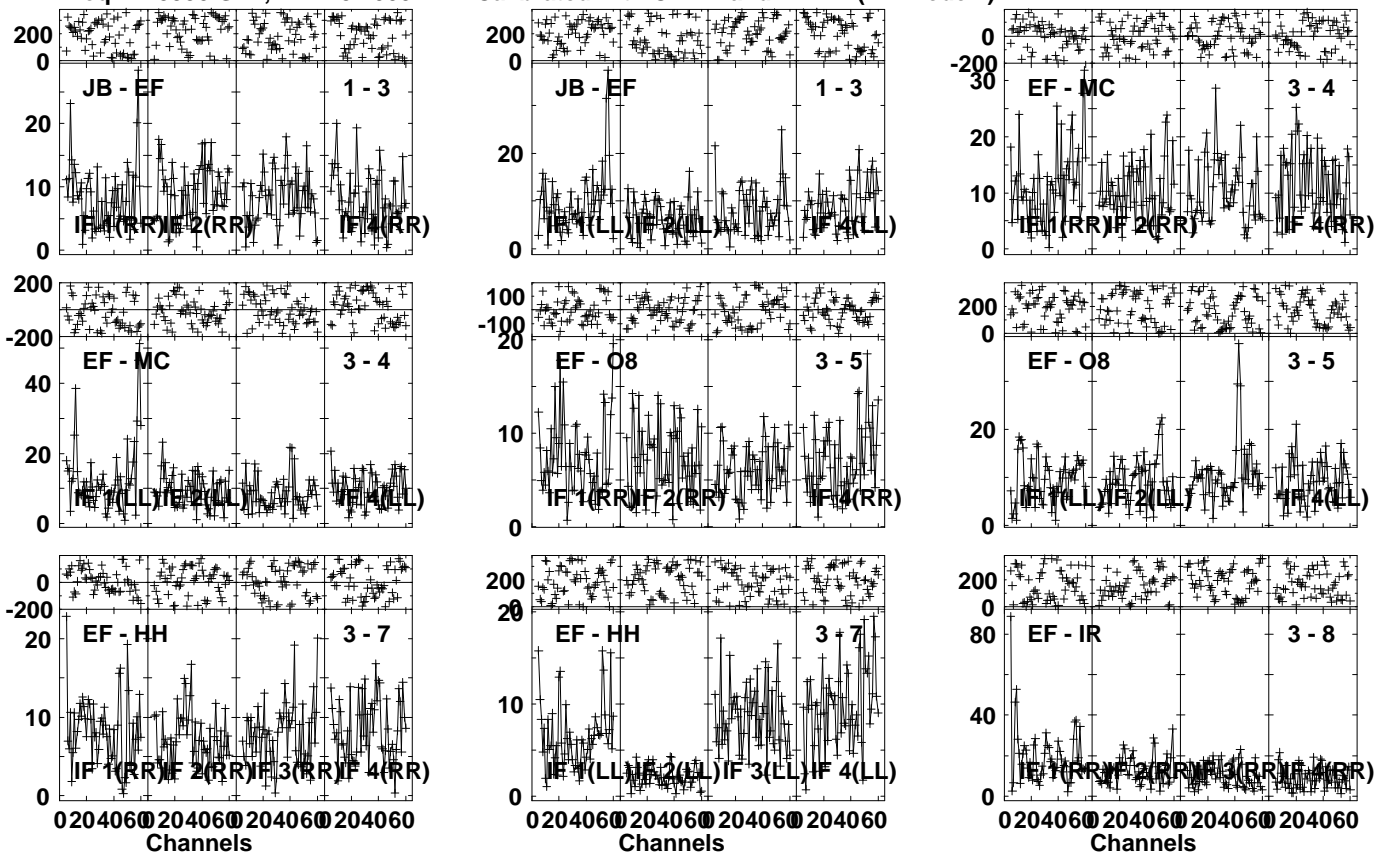 200
0
JB - EF 1 - 3
20
10
0
IF 1(RR) IF 2(RR) IF 4(RR)
JB - EF 1 - 3
20
0
IF 1(LL) IF 2(LL) IF 4(LL)
0
-200
30
EF - MC 3 - 4
20
10
0
IF 1(RR) IF 2(RR) IF 4(RR)
200
-200
EF - MC 3 - 4
40
20
0
IF 1(LL) IF 2(LL) IF 4(LL)
100
-100
20
EF - O8 3 - 5
10
0
IF 1(RR) IF 2(RR) IF 4(RR)
200
0
EF - O8 3 - 5
20
0
IF 1(LL) IF 2(LL) IF 4(LL)
0
-200
20
EF - HH 3 - 7
10
0
IF 1(RR) IF 2(RR) IF 3(RR) IF 4(RR)
0 20 40 60 0 20 40 60 0 20 40 60 0 20 40 60
Channels
200
0
20
EF - HH 3 - 7
10
0
IF 1(LL) IF 2(LL) IF 3(LL) IF 4(LL)
0 20 40 60 0 20 40 60 0 20 40 60 0 20 40 60
Channels
200
0
EF - IR 3 - 8
80
40
0
IF 1(RR) IF 2(RR) IF 3(RR) IF 4(RR)
0 20 40 60 0 20 40 60 0 20 40 60 0 20 40 60
Channels